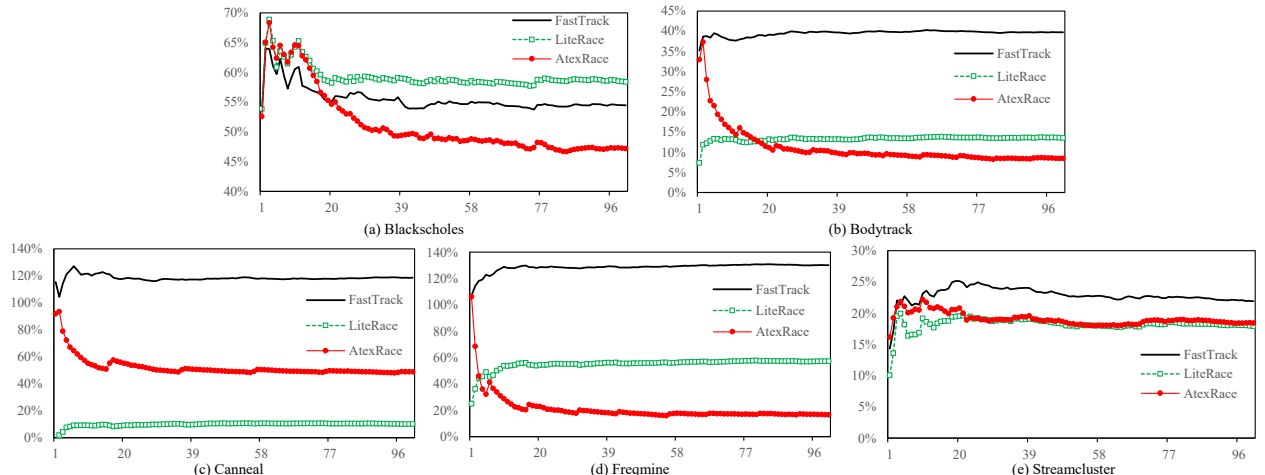 70%
65%
60%
55%
50%
45%
40%
FastTrack
LiteRace
AtexRace
1 20 39 58 77 96
(a) Blackscholes
45%
40%
35%
30%
25%
20%
15%
10%
5%
0%
FastTrack
LiteRace
AtexRace
1 20 39 58 77 96
(b) Bodytrack
140%
120%
100%
80%
60%
40%
20%
0%
FastTrack
LiteRace
AtexRace
1 20 39 58 77 96
(c) Canneal
140%
120%
100%
80%
60%
40%
20%
0%
FastTrack
LiteRace
AtexRace
1 20 39 58 77 96
(d) Freqmine
30%
25%
20%
15%
10%
5%
0%
FastTrack
LiteRace
AtexRace
1 20 39 58 77 96
(e) Streamcluster